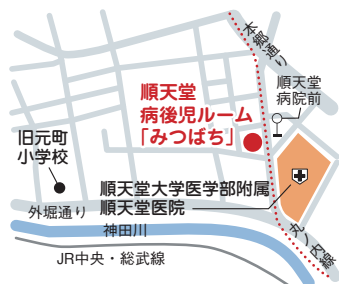 本郷通り
順天堂
病院前
順天堂
病後児ルーム
「みつばち」
旧元町
小学校
順天堂大学医学部附属
順天堂医院
外堀通り
神田川
丸ノ内線
JR中央・総武線